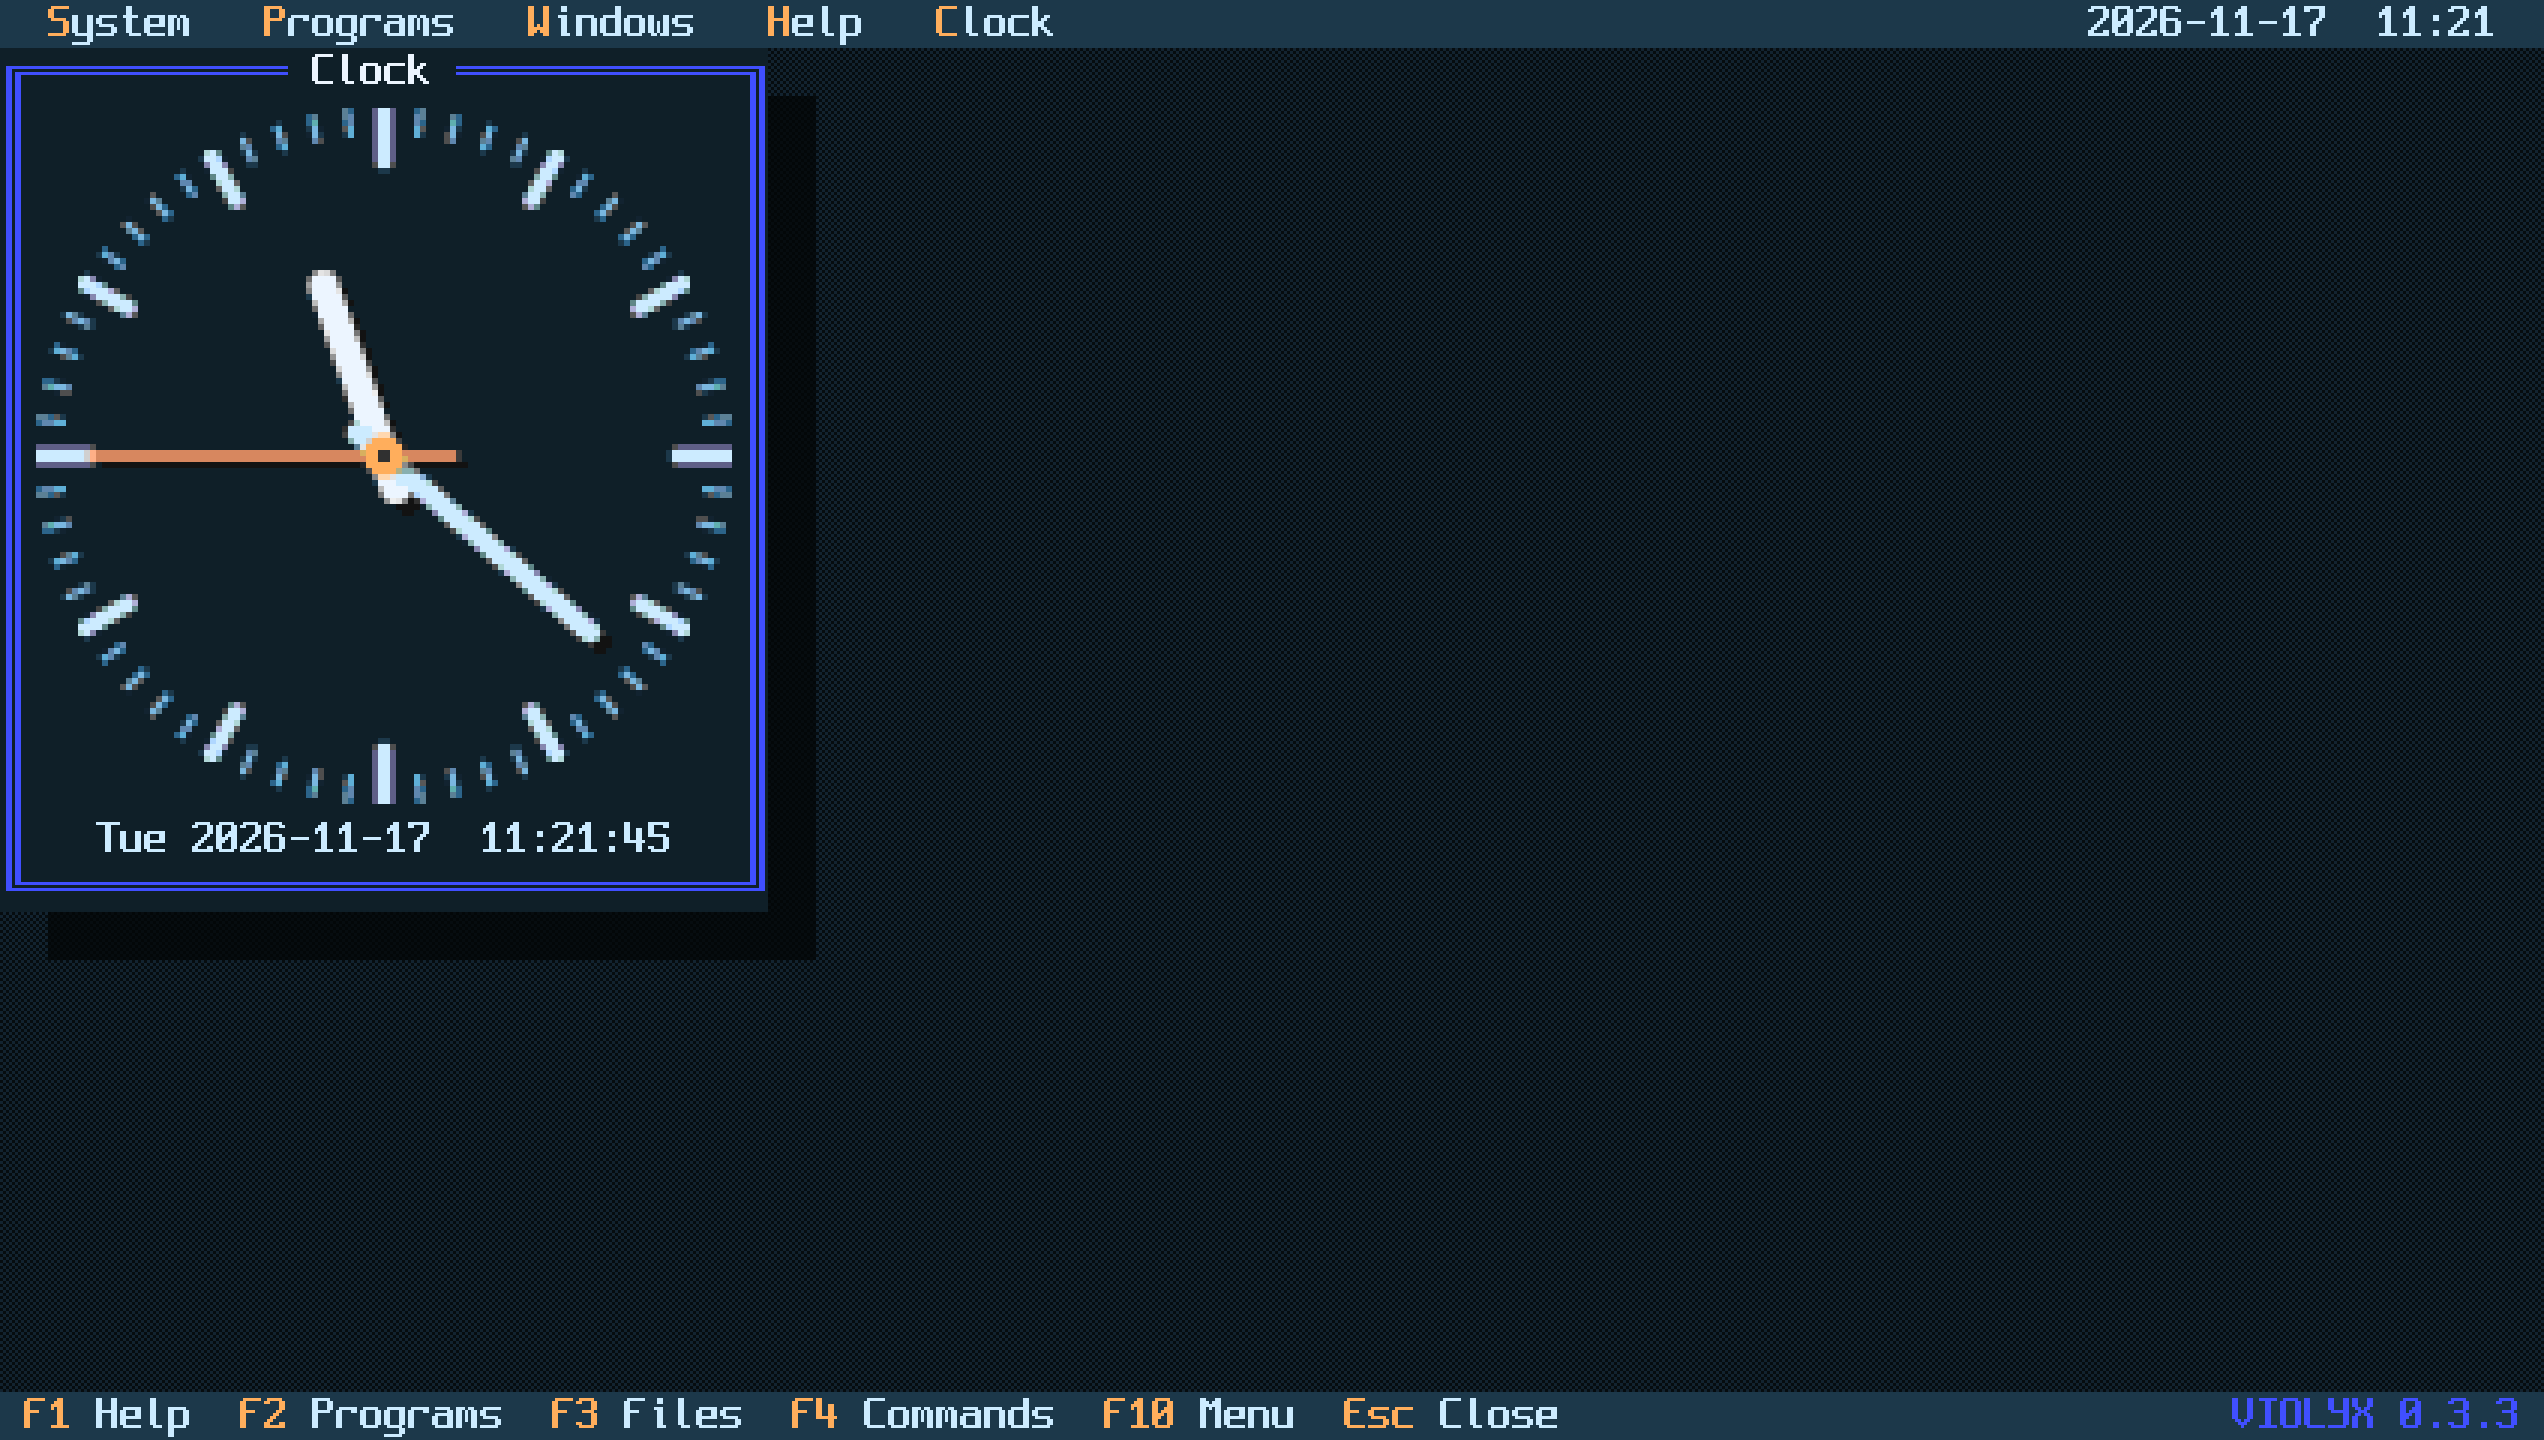 System Programs Windows Help Clock 2026-11-17 11:21
Clock
Tue 2026-11-17 11:21:45
F1 Help F2 Programs F3 Files F4 Commands F10 Menu Esc Close VIOLYX 0.3.3